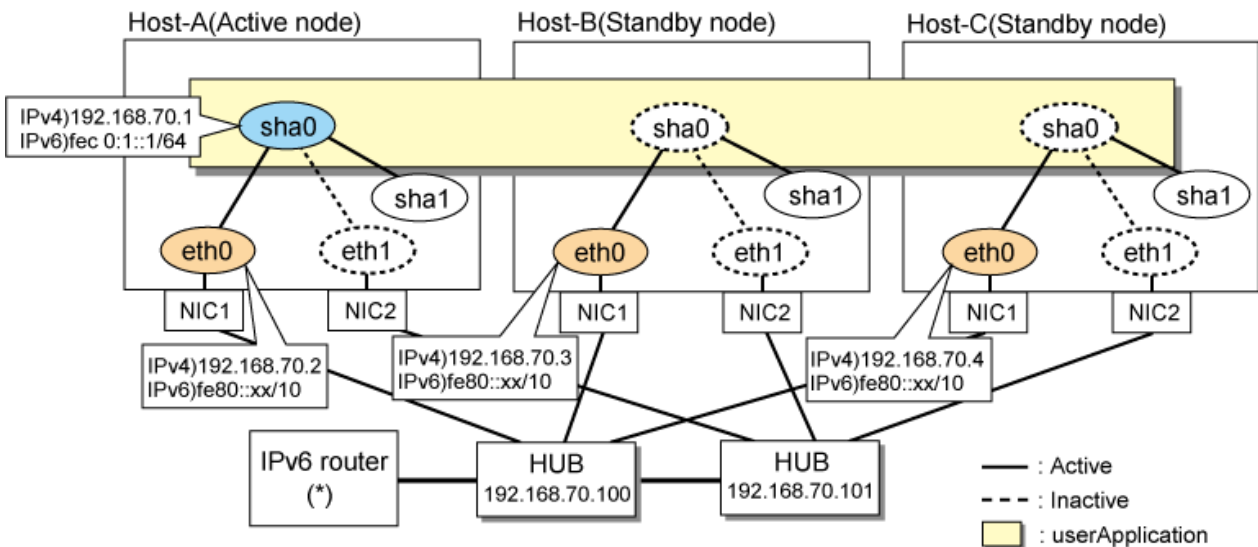 Host-A(Active node)
Host-B(Standby node)
Host-C(Standby node)
IPv4)192.168.70.1
IPv6)fec 0:1::1/64
sha0
sha0
sha0
sha1
sha1
sha1
eth0
eth1
eth0
eth1
eth0
eth1
NIC1
NIC2
NIC1
NIC2
NIC1
NIC2
IPv4)192.168.70.2
IPv6)fe80::xx/10
IPv4)192.168.70.3
IPv6)fe80::xx/10
IPv4)192.168.70.4
IPv6)fe80::xx/10
IPv6 router
(*)
HUB
192.168.70.100
HUB
192.168.70.101
: Active
: Inactive
: userApplication